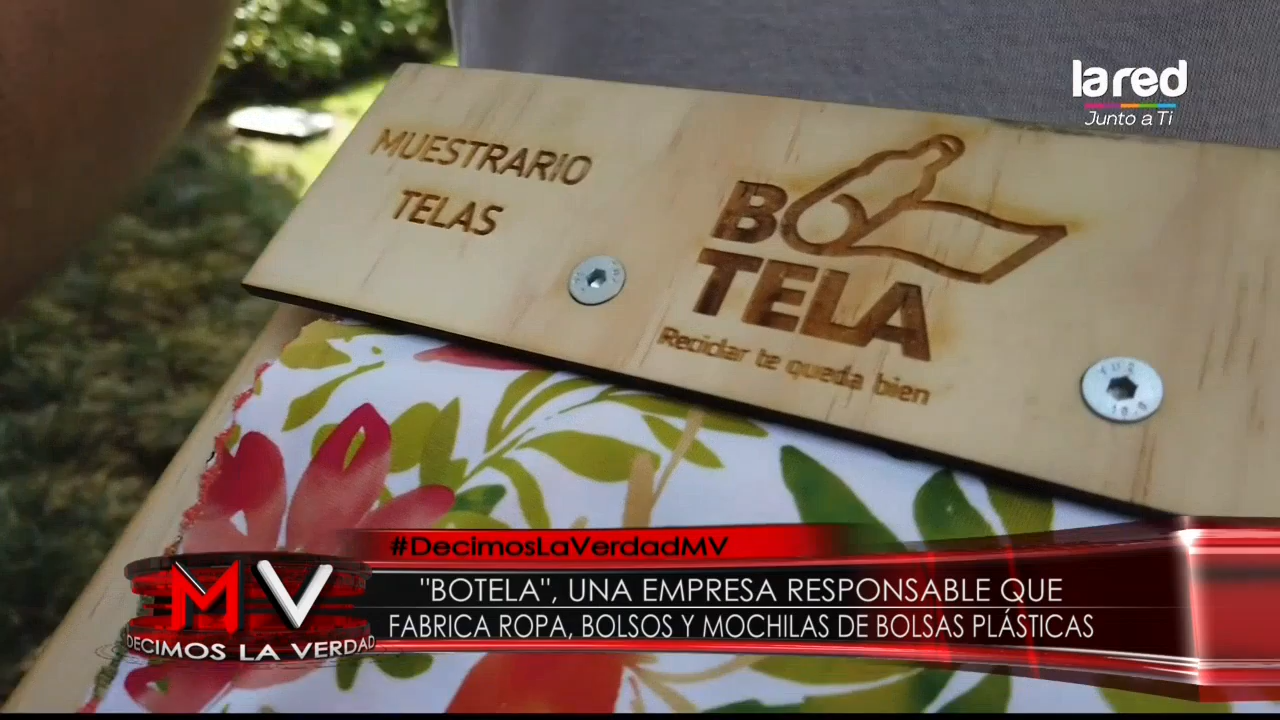 la red
Junto a Ti
MUESTRARIO
TELAS
BO
TELA
Reciclar te queda bien
#DecimosLaVerdadMV
MV
DECIMOS LA VERDAD
"BOTELA", UNA EMPRESA RESPONSABLE QUE
FABRICA ROPA, BOLSOS Y MOCHILAS DE BOLSAS PLÁSTICAS